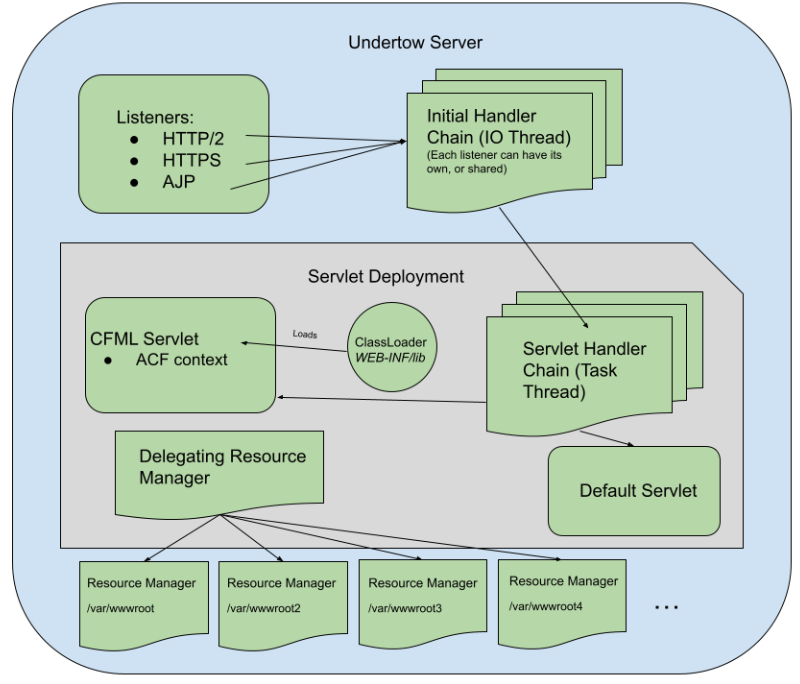 Undertow Server
Listeners:
● HTTP/2
● HTTPS
● AJP
Initial Handler
Chain (IO Thread)
(Each listener can have its
own, or shared)
Servlet Deployment
CFML Servlet
● ACF context
Loads
ClassLoader
WEB-INF/lib
Servlet Handler
Chain (Task
Thread)
Delegating Resource
Manager
Default Servlet
Resource Manager
/var/wwwroot
Resource Manager
/var/wwwroot2
Resource Manager
/var/wwwroot3
Resource Manager
/var/wwwroot4
...